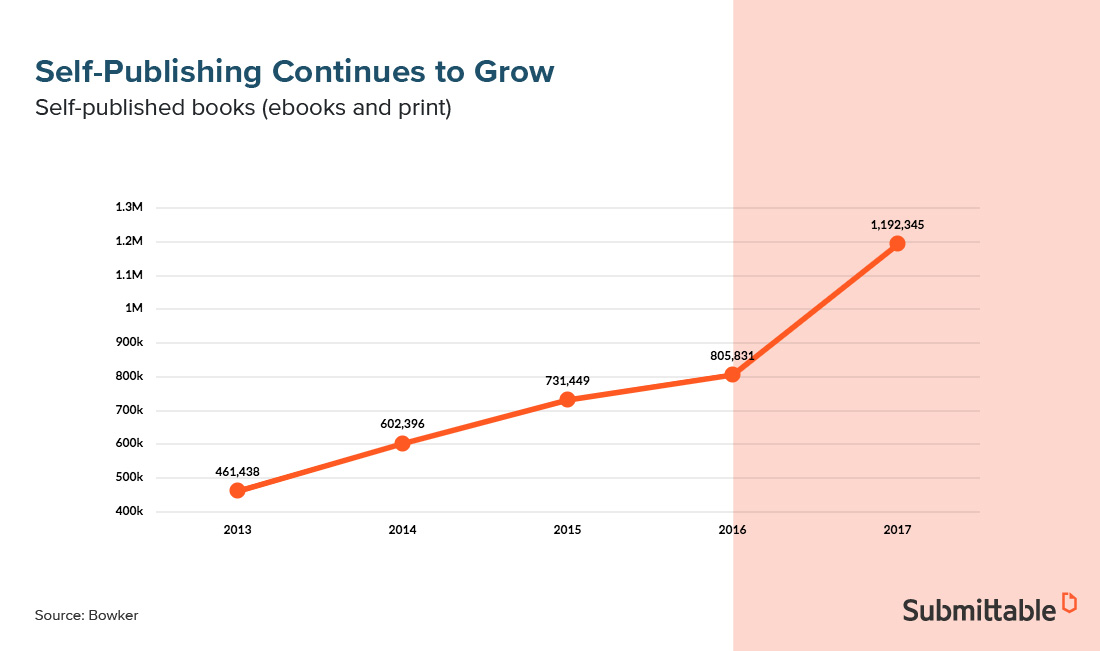 Self-Publishing Continues to Grow
Self-published books (ebooks and print)
1.3M
1.2M
1.1M
1M
900k
800k
700k
600k
500k
400k
461,438
602,396
731,449
805,831
1,192,345
2013 2014 2015 2016 2017
Source: Bowker
Submittable